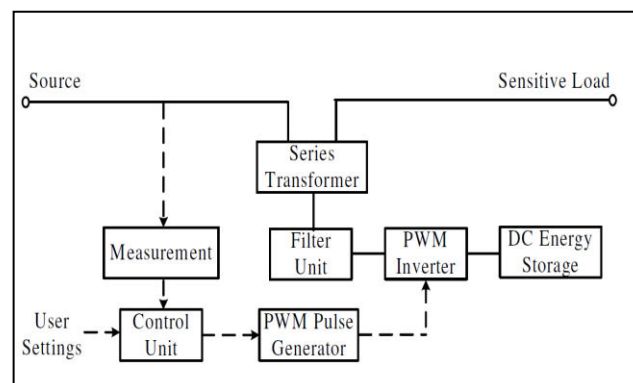 Source
Sensitive Load
Series
Transformer
Measurement
Filter
Unit
PWM
Inverter
DC Energy
Storage
User
Settings
Control
Unit
PWM Pulse
Generator